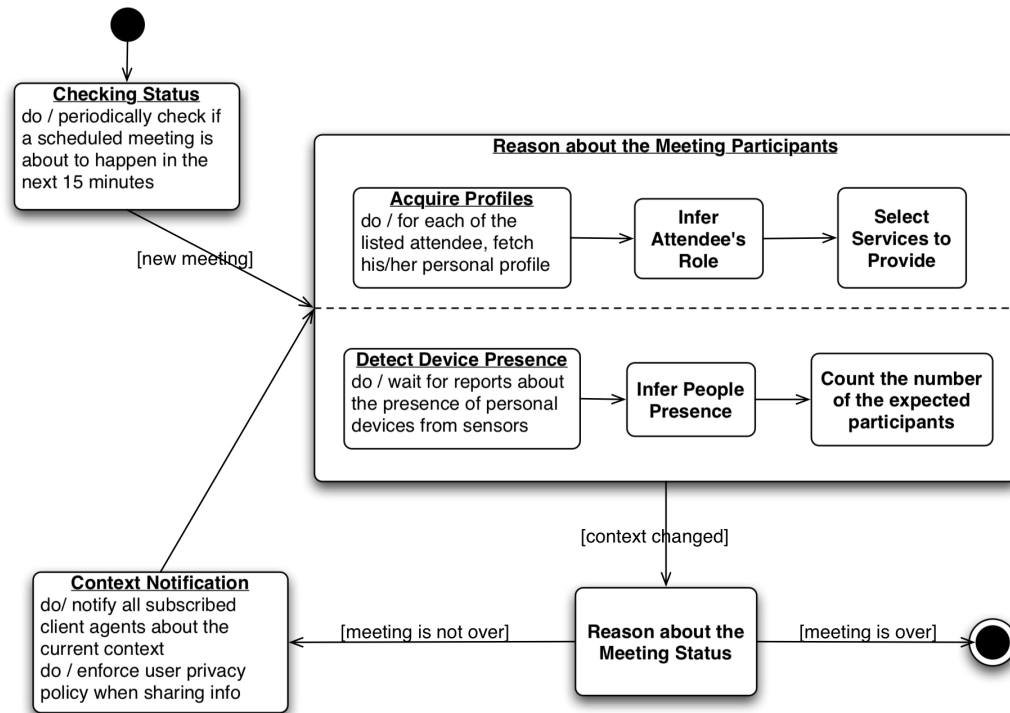 Checking Status
do / periodically check if
a scheduled meeting is
about to happen in the
next 15 minutes
[new meeting]
Reason about the Meeting Participants
Acquire Profiles
do / for each of the
listed attendee, fetch
his/her personal profile
Infer
Attendee's
Role
Select
Services to
Provide
Detect Device Presence
do / wait for reports about
the presence of personal
devices from sensors
Infer People
Presence
Count the number
of the expected
participants
[context changed]
Context Notification
do/ notify all subscribed
client agents about the
current context
do / enforce user privacy
policy when sharing info
[meeting is not over]
Reason about the
Meeting Status
[meeting is over]